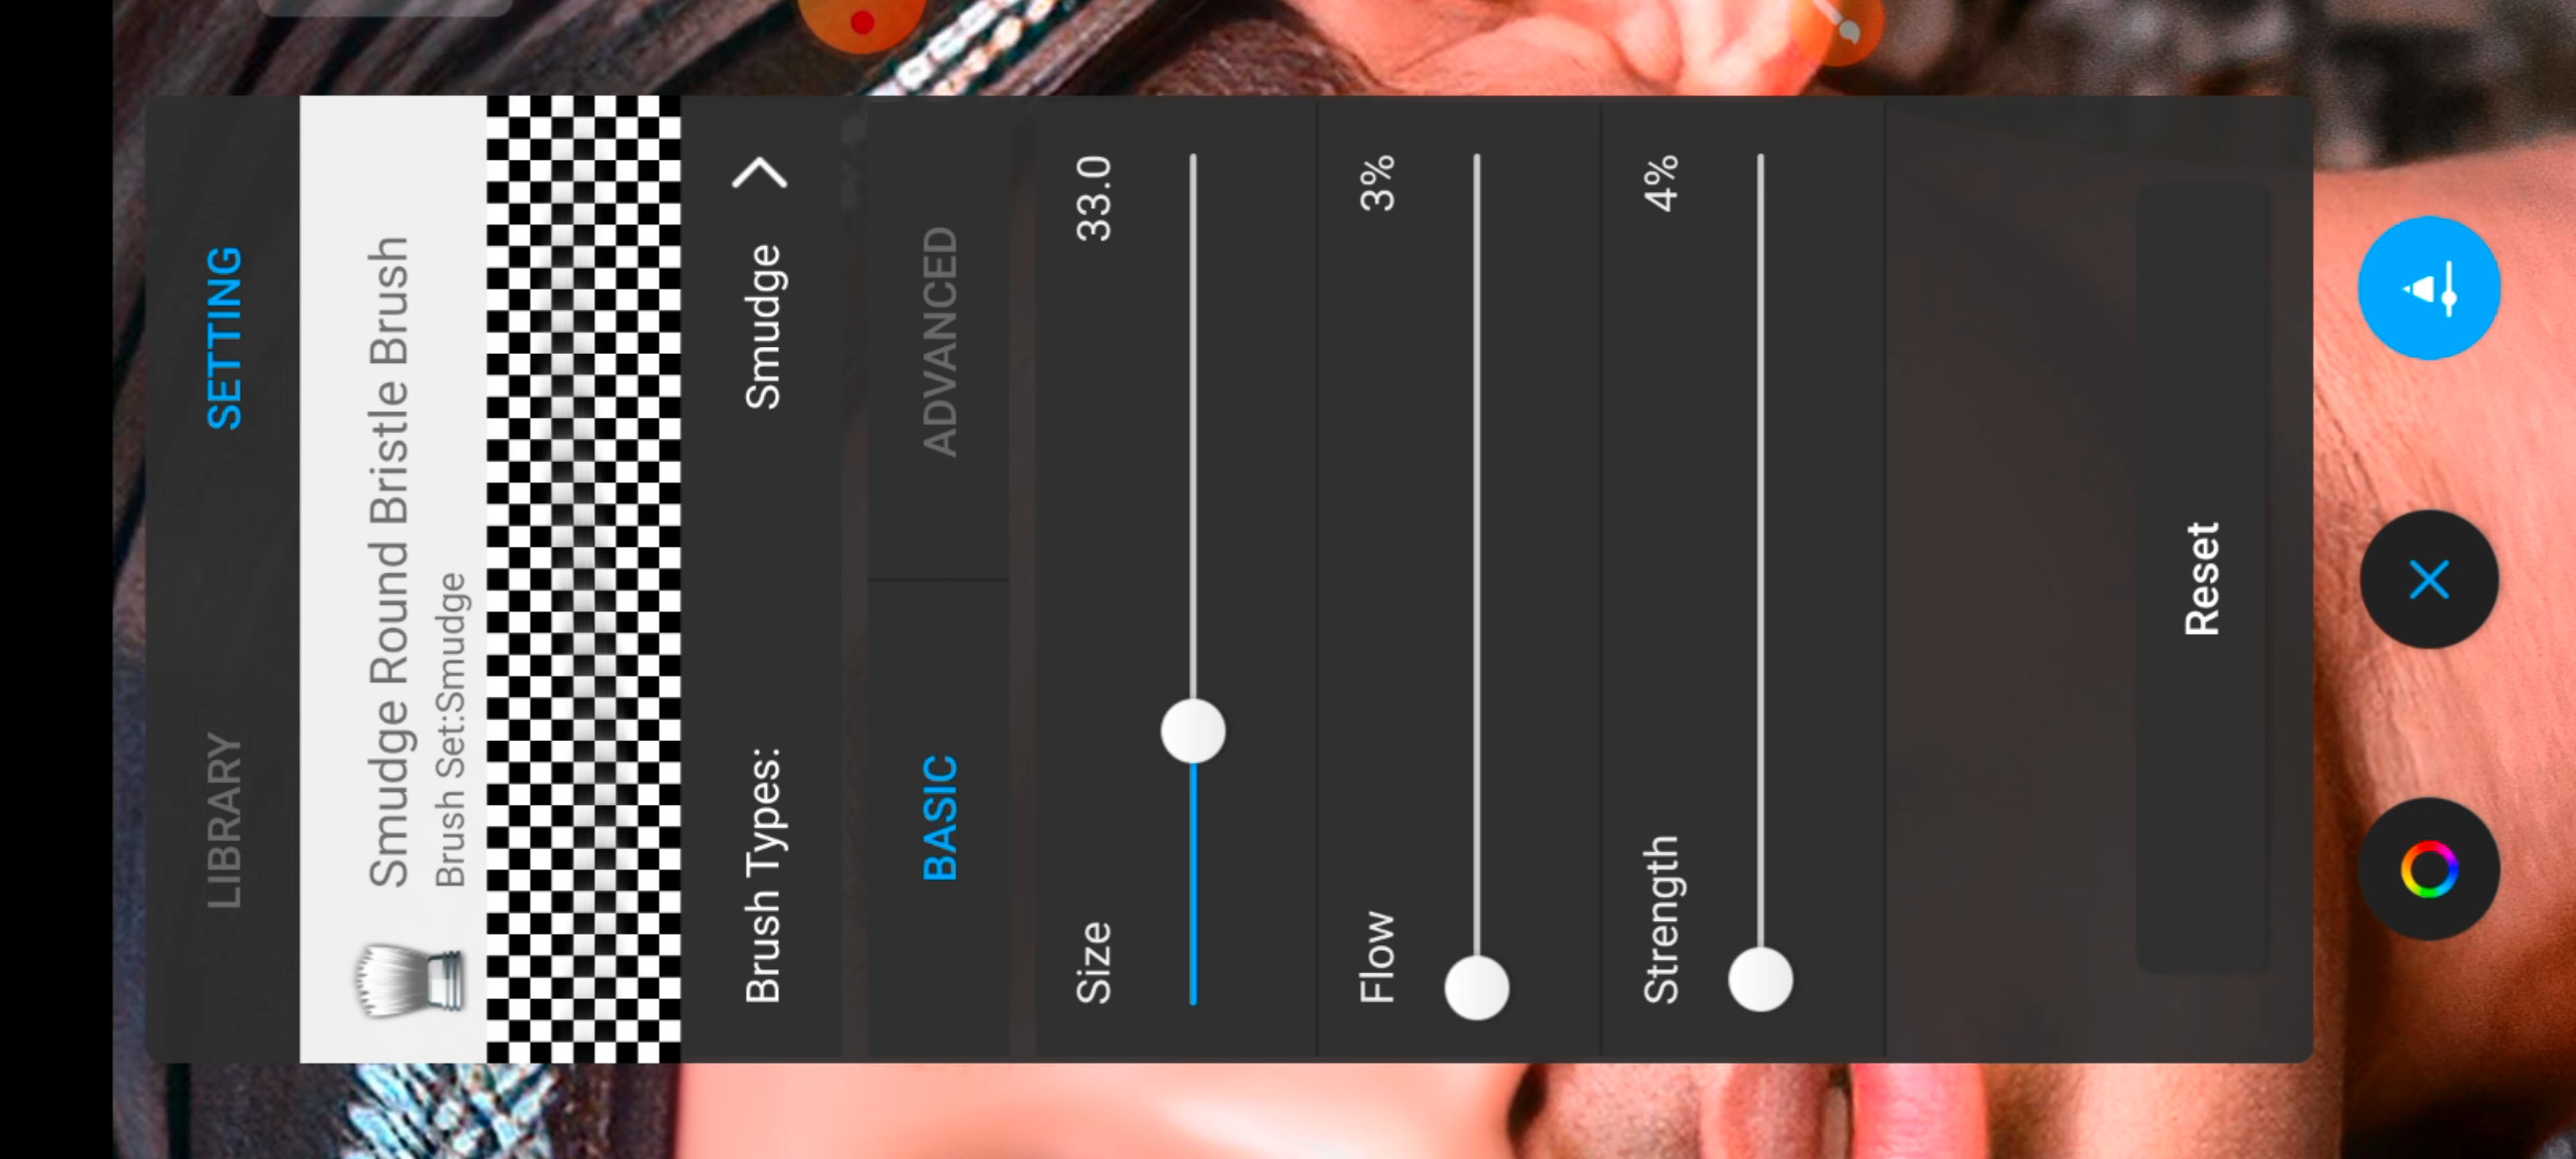 LIBRARY SETTING
Smudge Round Bristle Brush
Brush Set:Smudge
Brush Types: Smudge
BASIC ADVANCED
Size 33.0
Flow 3%
Strength 4%
Reset